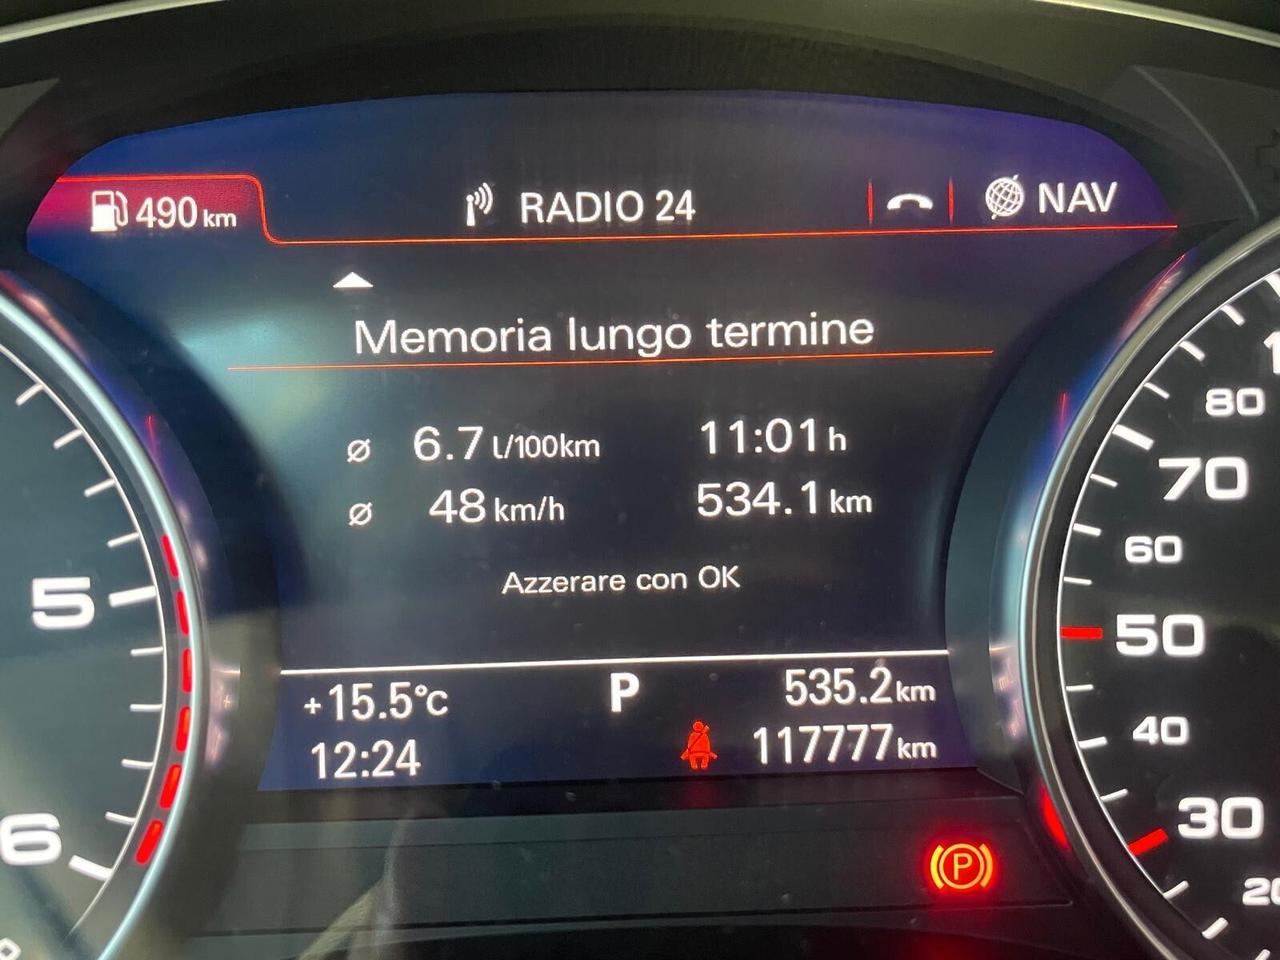 490 km
RADIO 24
NAV
Memoria lungo termine
ø 6.7 l/100km 11:01 h
ø 48 km/h 534.1 km
Azzerare con OK
+15.5°C P 535.2 km
12:24 117777 km
5
6
80
70
60
50
40
30
20
P